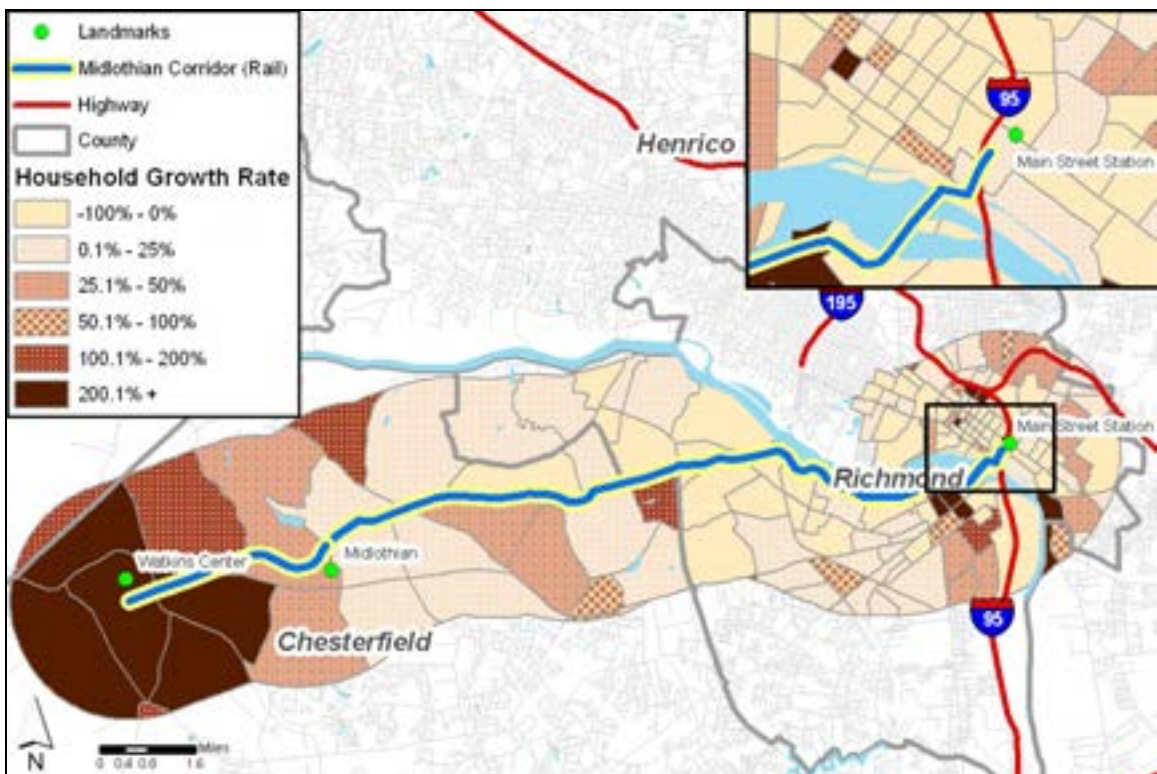 Landmarks
Midlothian Corridor (Rail)
Highway
County
Household Growth Rate
-100% - 0%
0.1% - 25%
25.1% - 50%
50.1% - 100%
100.1% - 200%
200.1% +
Henrico
95
Main Street Station
195
Main Street Station
Richmond
Watkins Center
Midlothian
95
Chesterfield
N
Miles
0 0.4 0.8 1.6